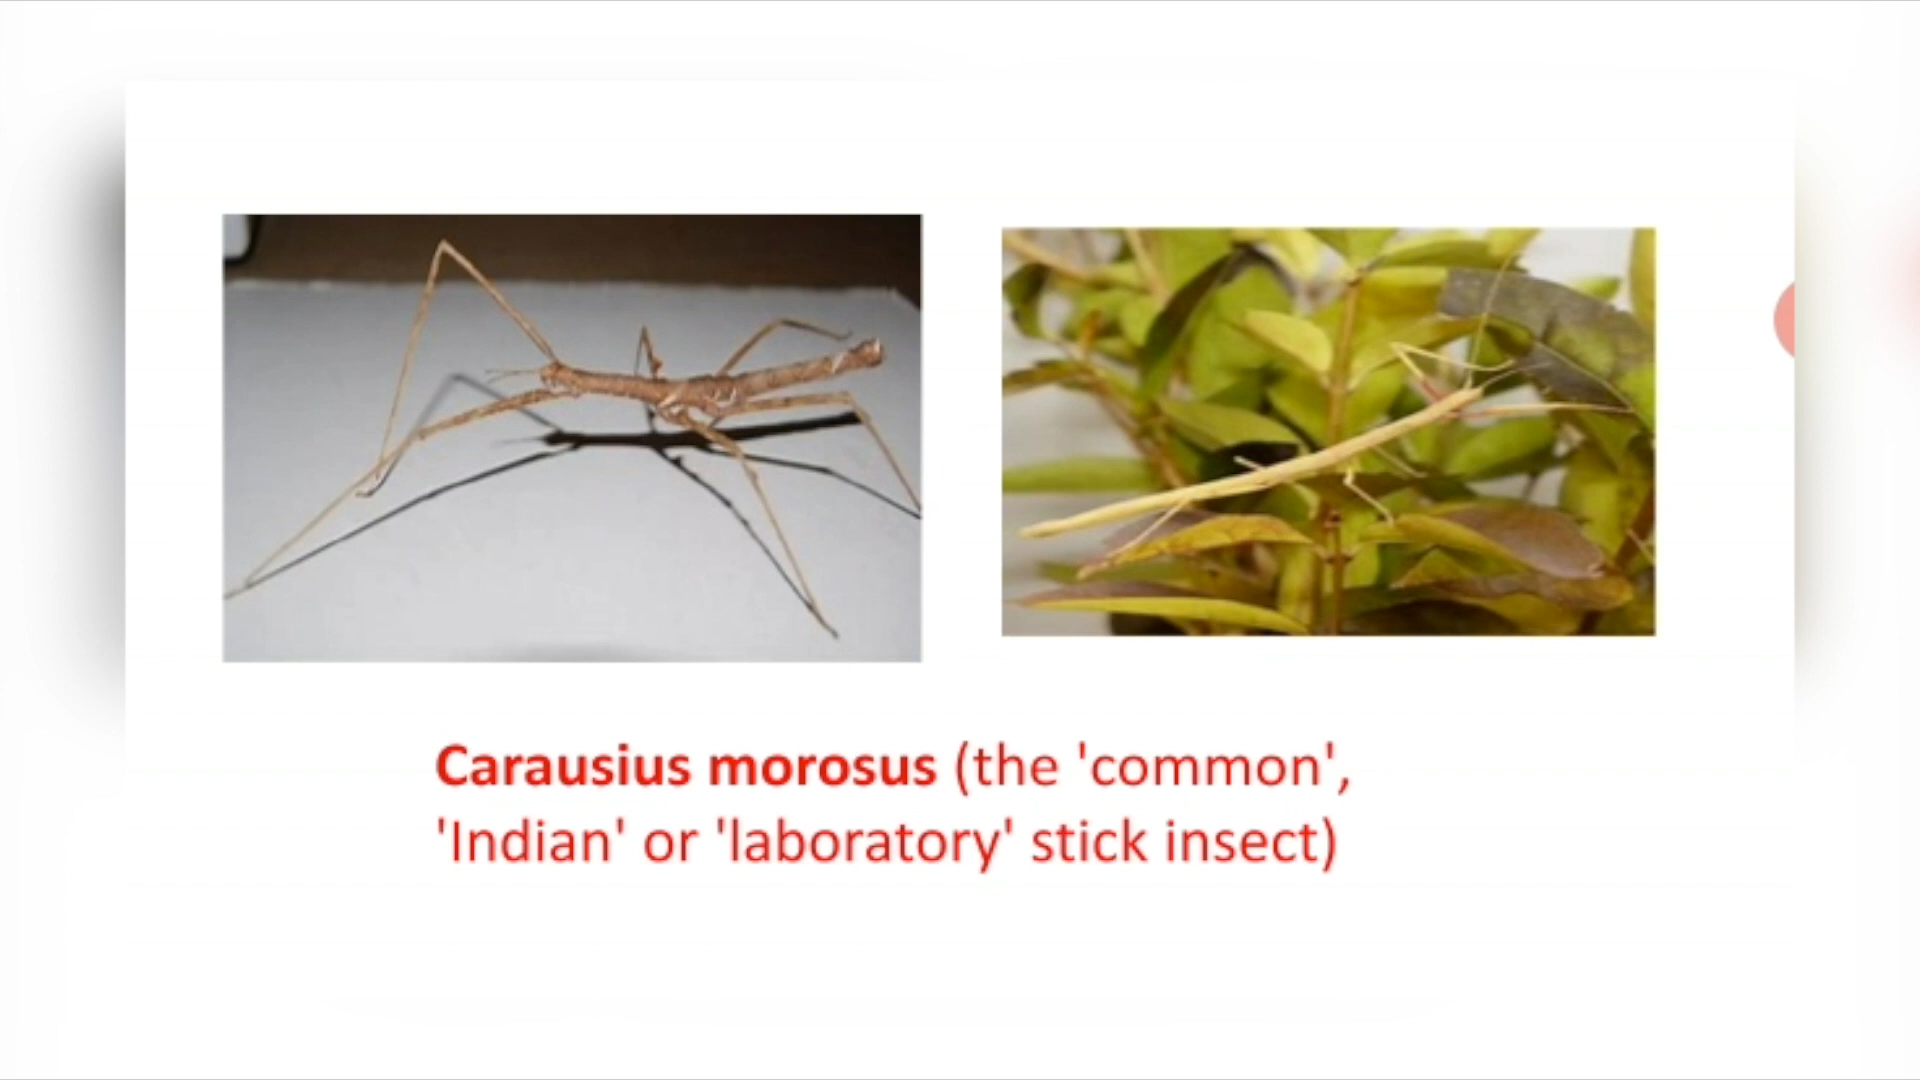 Carausius morosus (the 'common',
'Indian' or 'laboratory' stick insect)